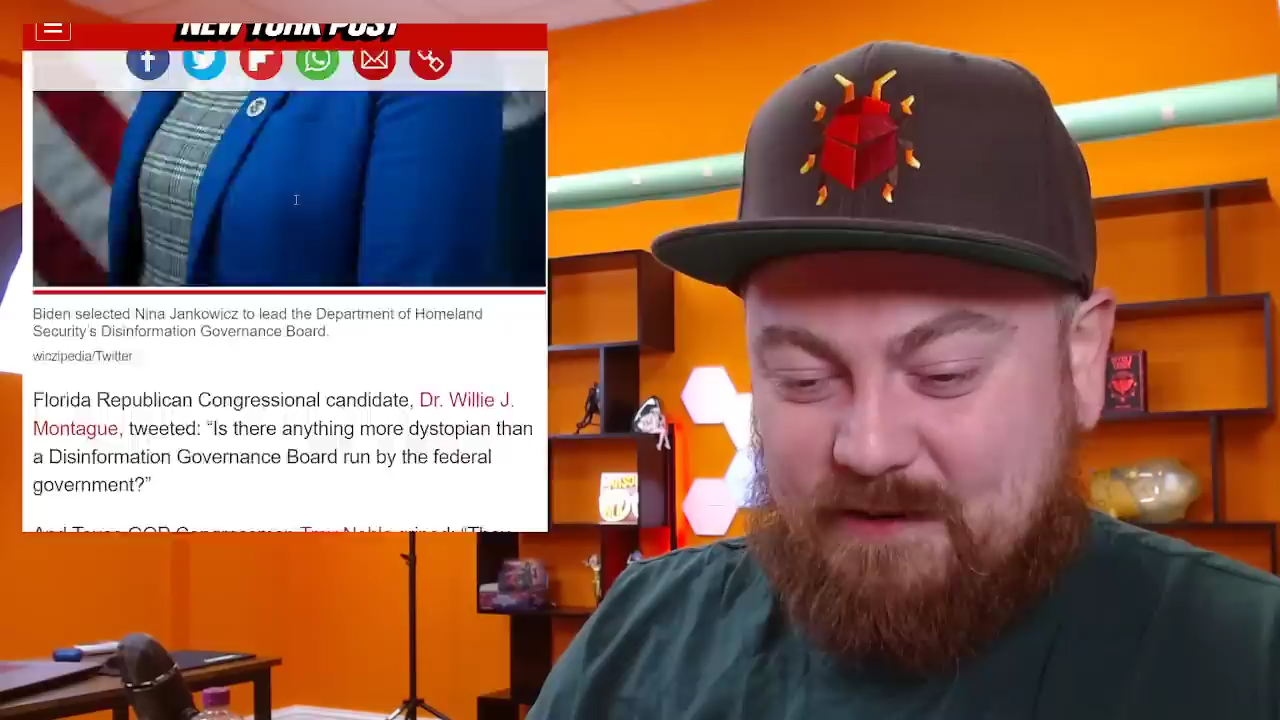 NEW YORK POST
Biden selected Nina Jankowicz to lead the Department of Homeland
Security's Disinformation Governance Board.
wiczipedia/Twitter
Florida Republican Congressional candidate, Dr. Willie J.
Montague, tweeted: “Is there anything more dystopian than
a Disinformation Governance Board run by the federal
government?”